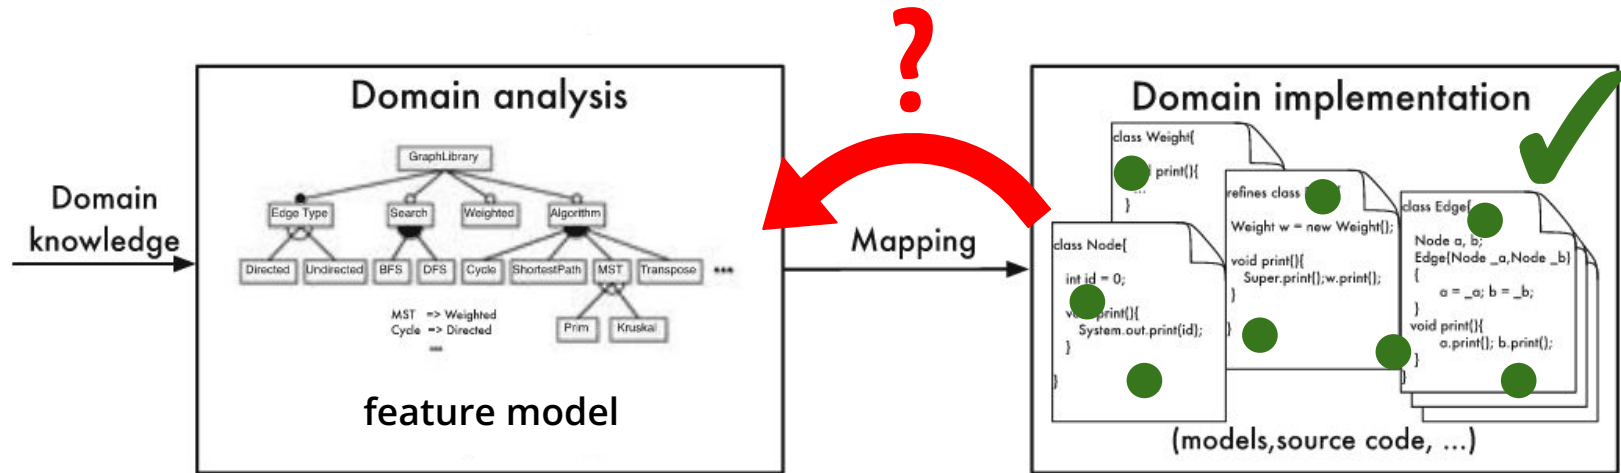 ?
Domain analysis
Domain implementation
Domain
knowledge
Mapping
GraphLibrary
Edge Type Search Weighted Algorithm
Directed Undirected BFS DFS Cycle ShortestPath MST Transpose
MST => Weighted
Cycle => Directed
Prim Kruskal
feature model
class Weight{
print(){
...
}
refines class
Weight w = new Weight();
void print(){
Super.print();w.print();
}
}
class Edge{
Node a, b;
Edge(Node _a,Node _b)
{
a = _a; b = _b;
}
void print(){
a.print(); b.print();
}
}
class Node{
int id = 0;
print(){
System.out.print(id);
}
}
(models,source code, ...)